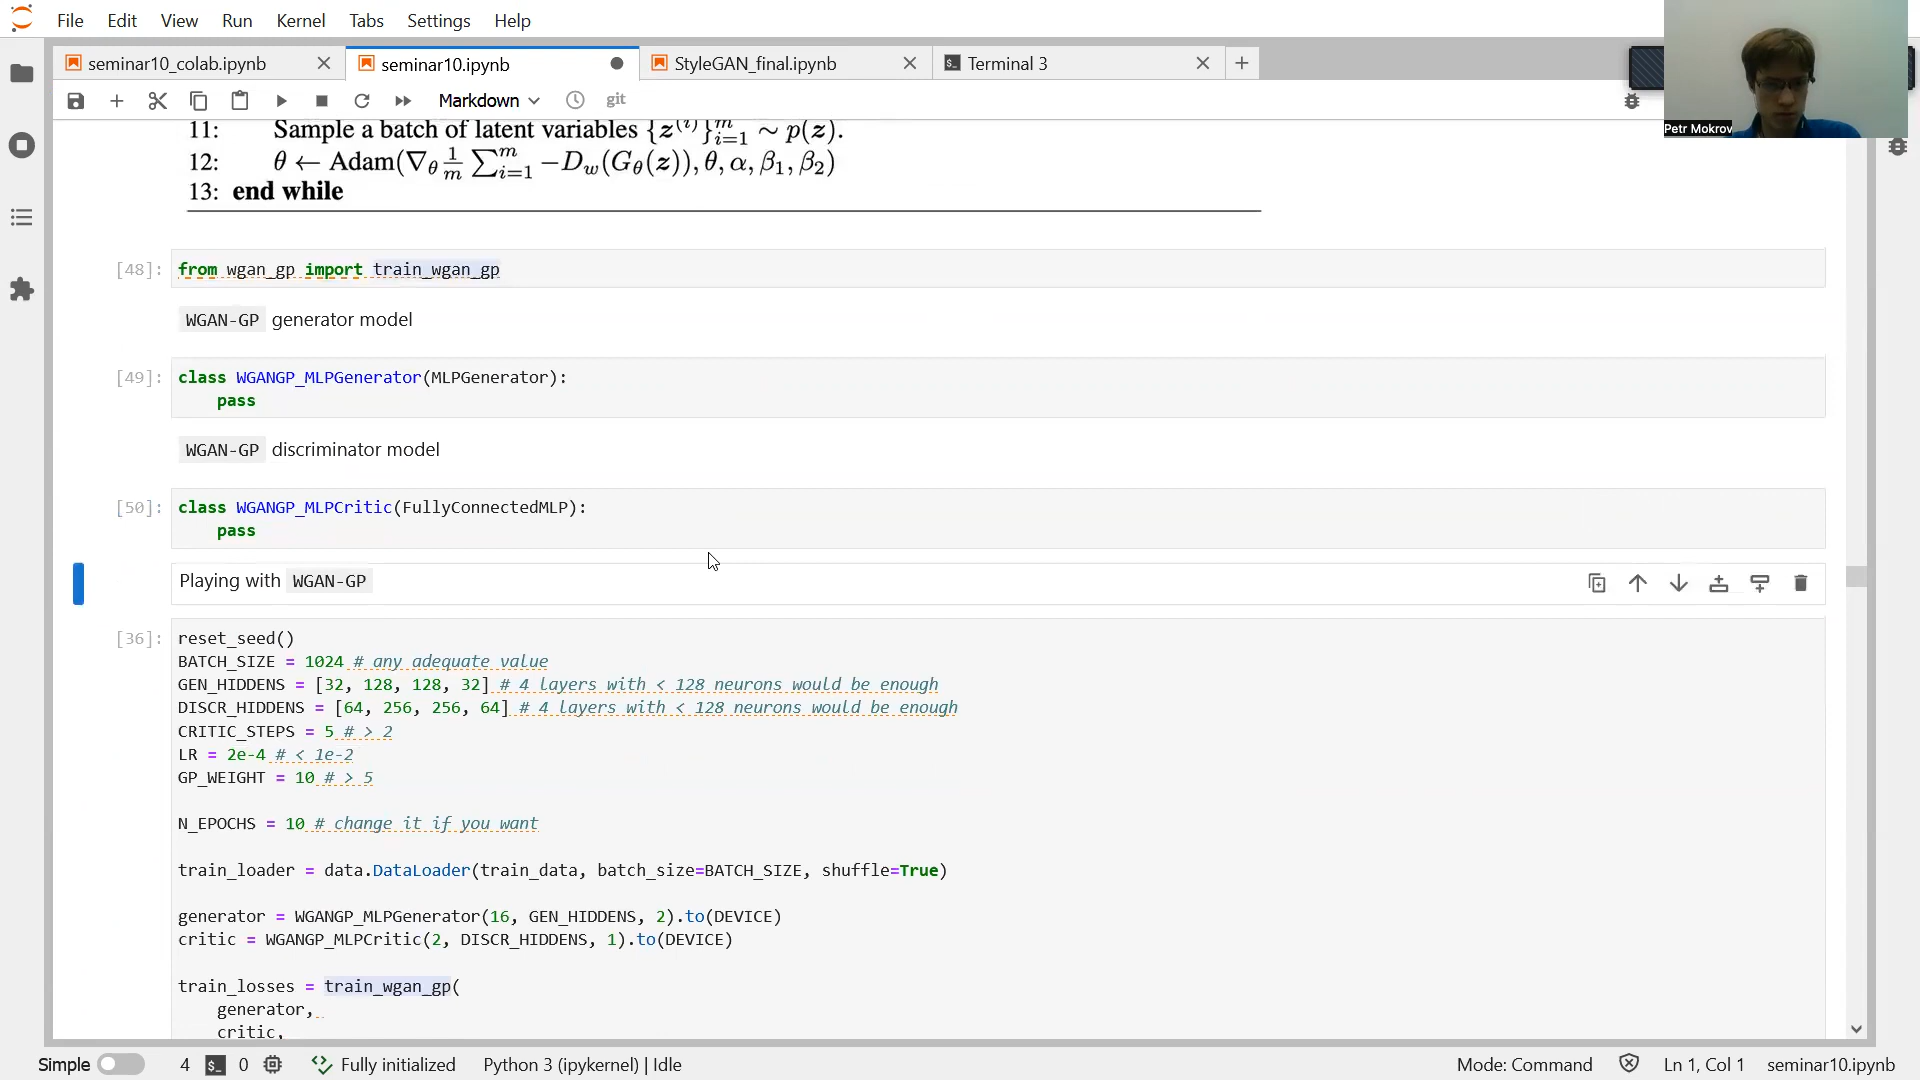 File Edit View Run Kernel Tabs Settings Help
seminar10_colab.ipynb seminar10.ipynb StyleGAN_final.ipynb Terminal 3
Markdown git
Petr Mokrov
11: Sample a batch of latent variables {z^(i)}_{i=1}^m ~ p(z).
12: θ ← Adam(∇_θ 1/m ∑_{i=1}^m −D_w(G_θ(z)), θ, α, β_1, β_2)
13: end while
[48]: from wgan_gp import train_wgan_gp
WGAN-GP generator model
[49]: class WGANGP_MLPGenerator(MLPGenerator):
pass
WGAN-GP discriminator model
[50]: class WGANGP_MLPCritic(FullyConnectedMLP):
pass
Playing with WGAN-GP
[36]: reset_seed()
BATCH_SIZE = 1024 # any adequate value
GEN_HIDDENS = [32, 128, 128, 32] # 4 layers with < 128 neurons would be enough
DISCR_HIDDENS = [64, 256, 256, 64] # 4 layers with < 128 neurons would be enough
CRITIC_STEPS = 5 # > 2
LR = 2e-4 # < 1e-2
GP_WEIGHT = 10 # > 5
N_EPOCHS = 10 # change it if you want
train_loader = data.DataLoader(train_data, batch_size=BATCH_SIZE, shuffle=True)
generator = WGANGP_MLPGenerator(16, GEN_HIDDENS, 2).to(DEVICE)
critic = WGANGP_MLPCritic(2, DISCR_HIDDENS, 1).to(DEVICE)
train_losses = train_wgan_gp(
generator,
critic,
Simple 4 0 Fully initialized Python 3 (ipykernel) | Idle Mode: Command Ln 1, Col 1 seminar10.ipynb